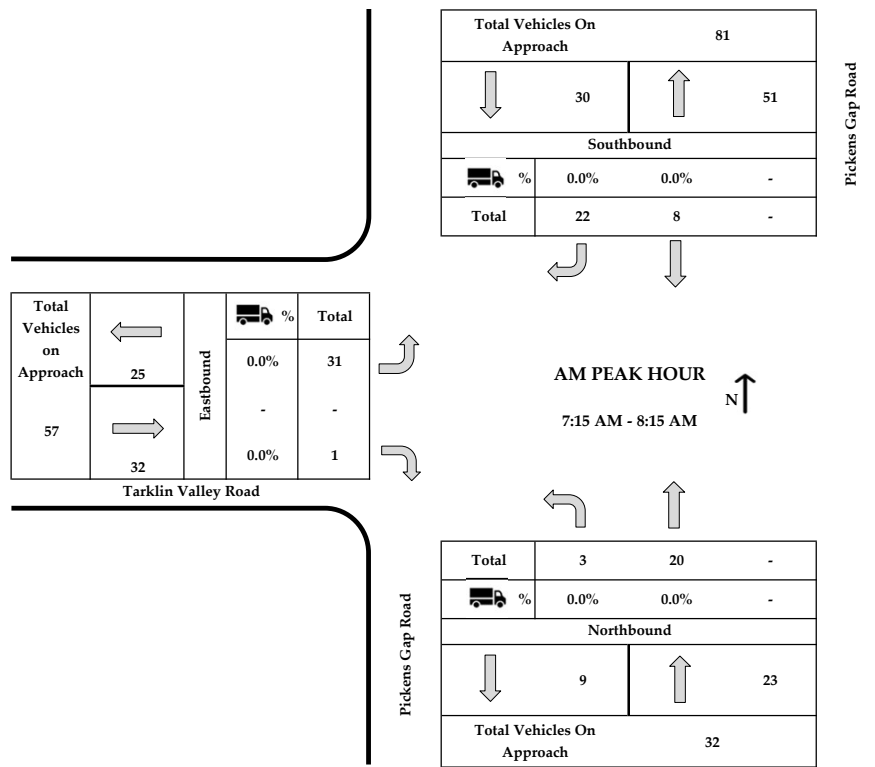 Total Vehicles On
Approach
81
30
51
Southbound
% 0.0% 0.0% -
Total 22 8 -
Pickens Gap Road
Total
Vehicles
on
Approach
57
25
32
Eastbound
% Total
0.0% 31
- -
0.0% 1
Tarklin Valley Road
AM PEAK HOUR
N
7:15 AM - 8:15 AM
Pickens Gap Road
Total 3 20 -
% 0.0% 0.0% -
Northbound
9
23
Total Vehicles On
Approach
32